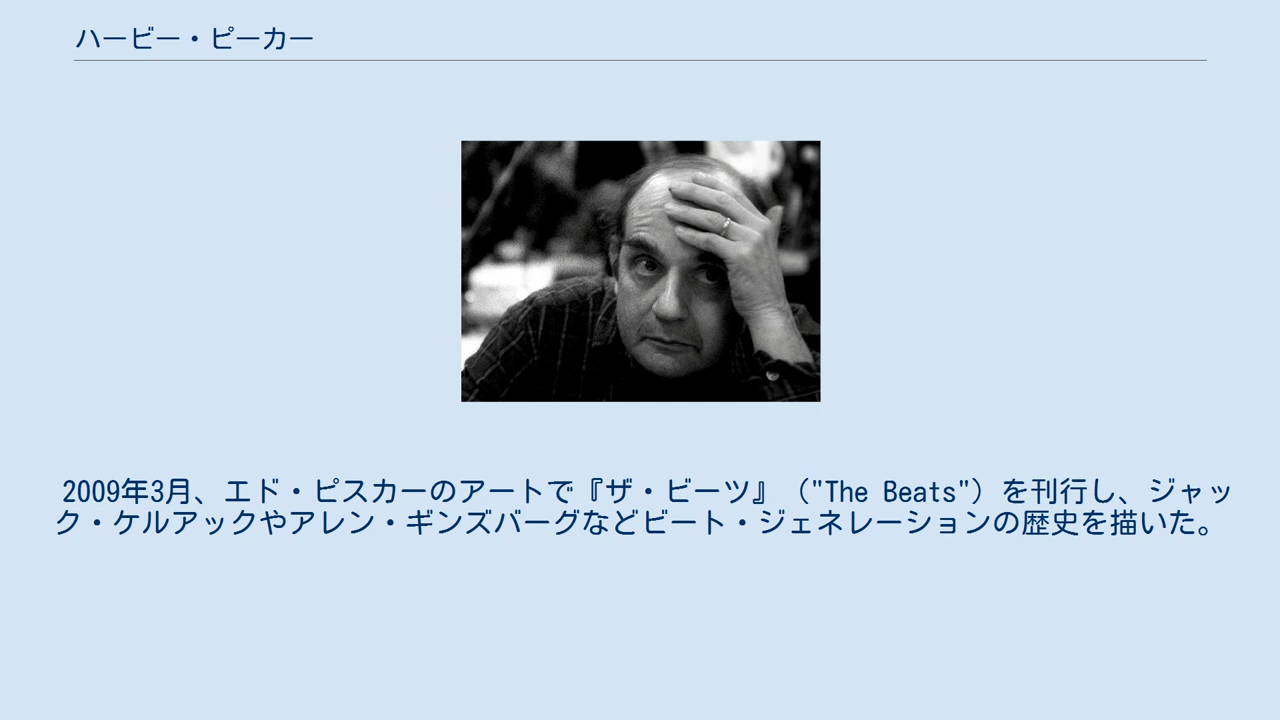 ハービー・ピーカー
2009年3月、エド・ピスカーのアートで『ザ・ビーツ』（"The Beats"）を刊行し、ジャッ
ク・ケルアックやアレン・ギンズバーグなどビート・ジェネレーションの歴史を描いた。